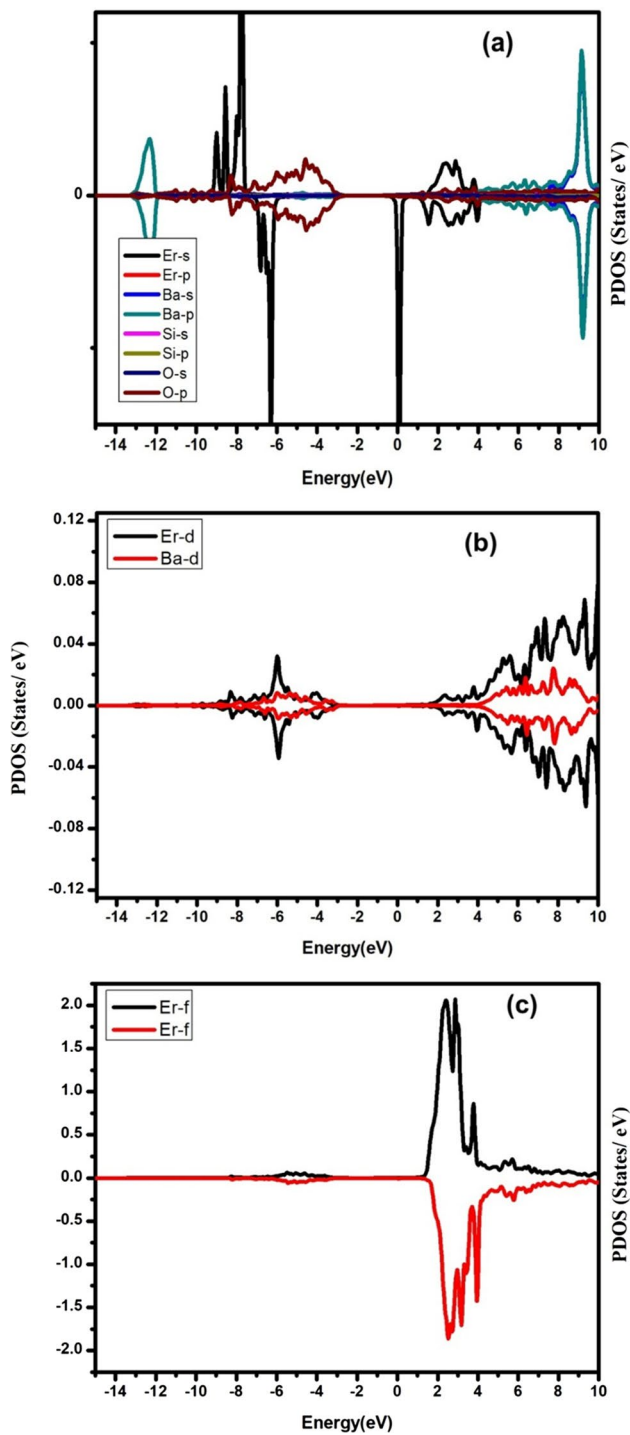 (a)
0
PDOS (States/ eV)
Er-s
Er-p
Ba-s
Ba-p
Si-s
Si-p
O-s
O-p
-14 -12 -10 -8 -6 -4 -2 0 2 4 6 8 10
Energy(eV)
(b)
Er-d
Ba-d
0.12
0.08
0.04
0.00
-0.04
-0.08
-0.12
PDOS (States/ eV)
-14 -12 -10 -8 -6 -4 -2 0 2 4 6 8 10
Energy(eV)
(c)
Er-f
Er-f
2.0
1.5
1.0
0.5
0.0
-0.5
-1.0
-1.5
-2.0
PDOS (States/ eV)
-14 -12 -10 -8 -6 -4 -2 0 2 4 6 8 10
Energy(eV)